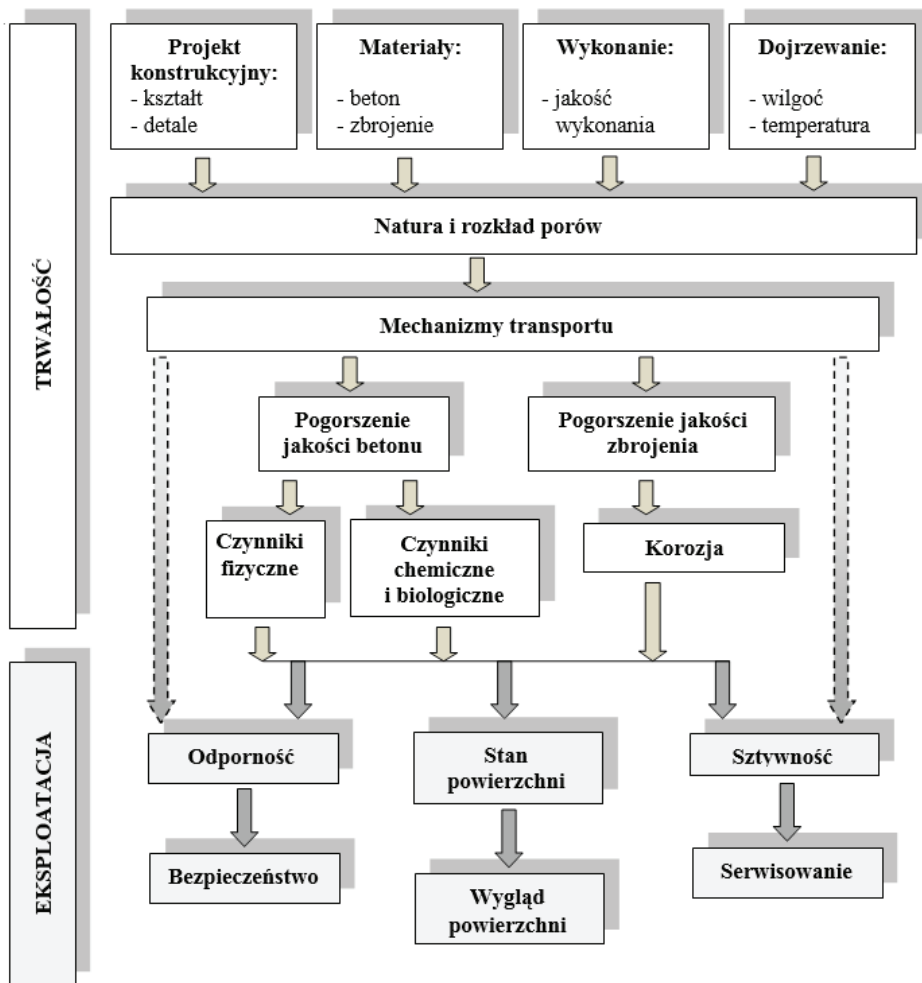 Projekt
konstrukcyjny:
- kształt
- detale
Materiały:
- beton
- zbrojenie
Wykonanie:
- jakość
wykonania
Dojrzewanie:
- wilgoć
- temperatura
TRWAŁOŚĆ
Natura i rozkład porów
Mechanizmy transportu
Pogorszenie
jakości betonu
Pogorszenie jakości
zbrojenia
Czynniki
fizyczne
Czynniki
chemiczne
i biologiczne
Korozja
EKSPLOATACJA
Odporność
Stan
powierzchni
Sztywność
Bezpieczeństwo
Wygląd
powierzchni
Serwisowanie